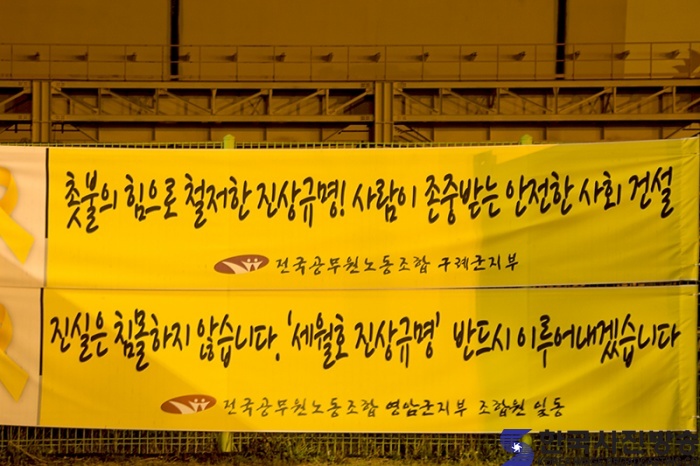 촛불의 힘으로 철저한 진상규명! 사람이 존중받는 안전한 사회 건설
전국공무원노동조합 구례군지부
진실은 침몰하지 않습니다. '세월호 진상규명' 반드시 이루어내겠습니다
전국공무원노동조합 영암군지부 조합원 일동